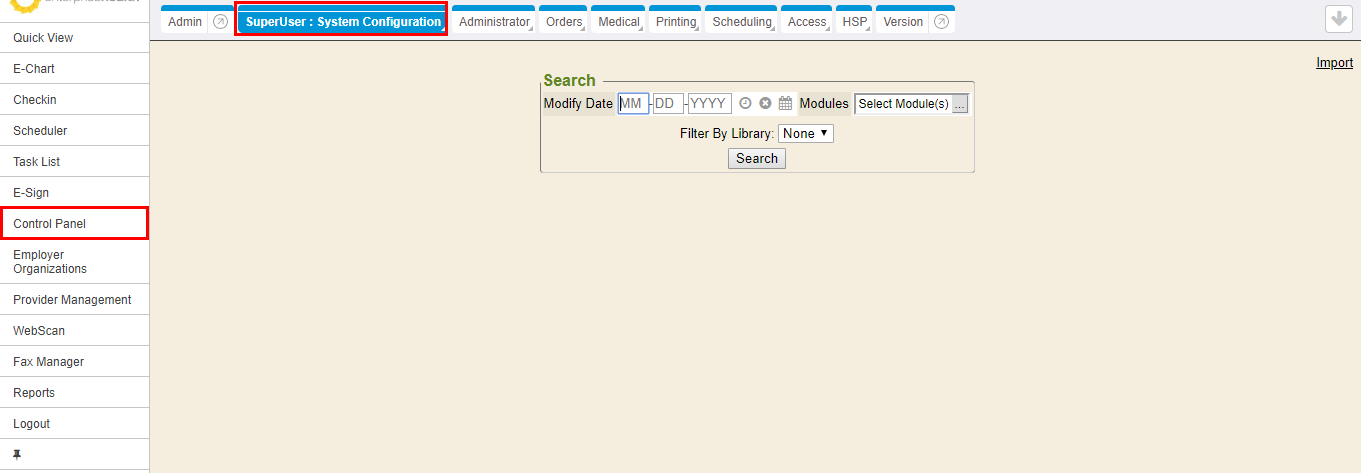 Admin
SuperUser : System Configuration
Administrator
Orders
Medical
Printing
Scheduling
Access
HSP
Version
Quick View
E-Chart
Checkin
Scheduler
Task List
E-Sign
Control Panel
Employer
Organizations
Provider Management
WebScan
Fax Manager
Reports
Logout
Import
Search
Modify Date MM - DD - YYYY Modules Select Module(s) ...
Filter By Library: None
Search